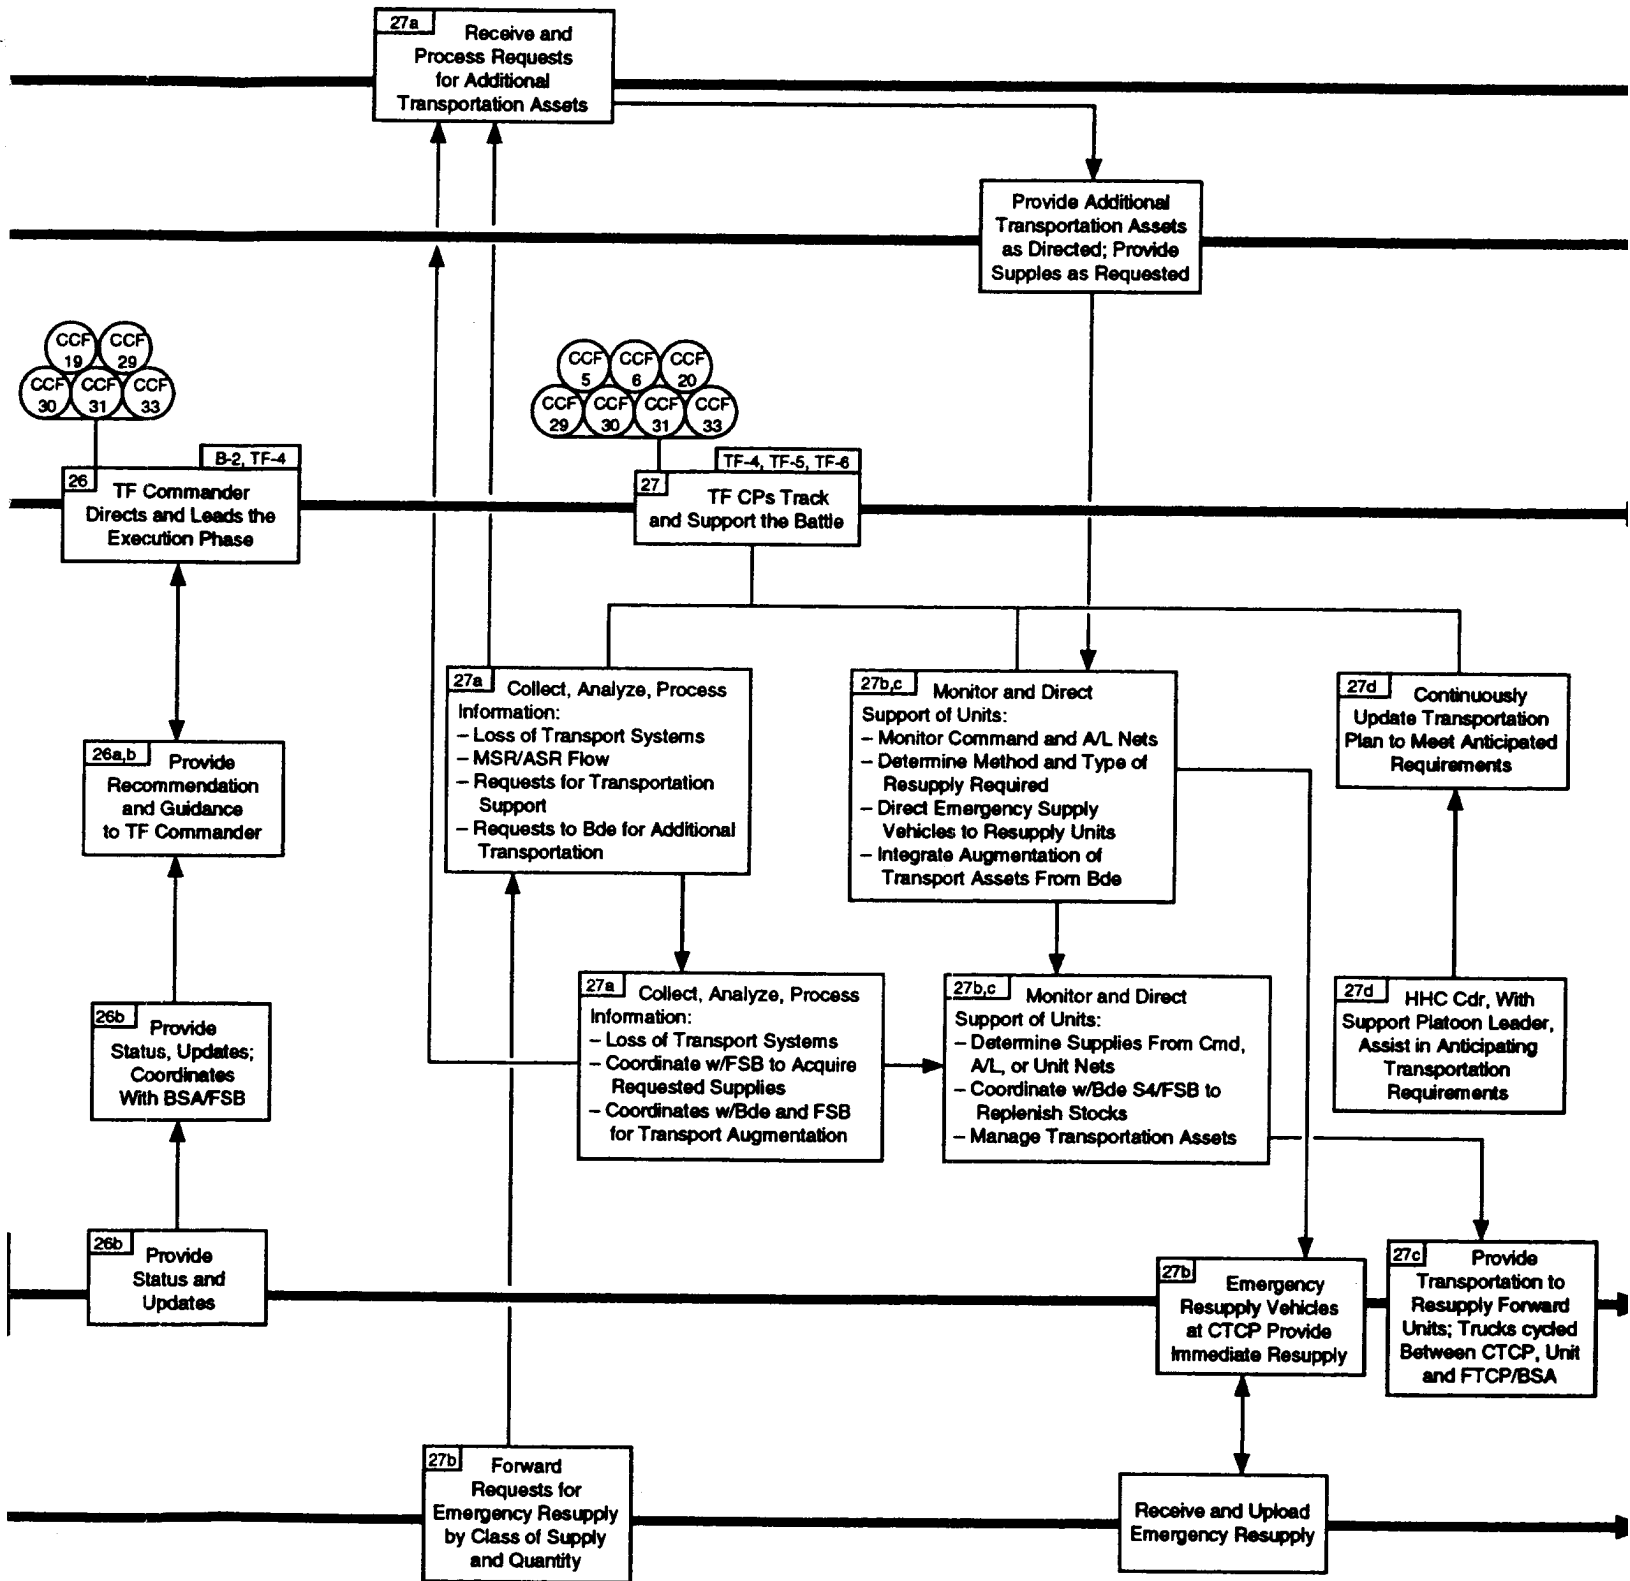 27a
Receive and
Process Requests
for Additional
Transportation Assets
Provide Additional
Transportation Assets
as Directed; Provide
Supples as Requested
CCF
19
CCF
29
CCF
30
CCF
31
CCF
33
CCF
5
CCF
6
CCF
20
CCF
29
CCF
30
CCF
31
CCF
33
B-2, TF-4
26
TF Commander
Directs and Leads the
Execution Phase
TF-4, TF-5, TF-6
27
TF CPs Track
and Support the Battle
26a,b
Provide
Recommendation
and Guidance
to TF Commander
27a
Collect, Analyze, Process
Information:
– Loss of Transport Systems
– MSR/ASR Flow
– Requests for Transportation
Support
– Requests to Bde for Additional
Transportation
27b,c
Monitor and Direct
Support of Units:
– Monitor Command and A/L Nets
– Determine Method and Type of
Resupply Required
– Direct Emergency Supply
Vehicles to Resupply Units
– Integrate Augmentation of
Transport Assets From Bde
27d
Continuously
Update Transportation
Plan to Meet Anticipated
Requirements
26b
Provide
Status, Updates;
Coordinates
With BSA/FSB
27a
Collect, Analyze, Process
Information:
– Loss of Transport Systems
– Coordinate w/FSB to Acquire
Requested Supplies
– Coordinates w/Bde and FSB
for Transport Augmentation
27b,c
Monitor and Direct
Support of Units:
– Determine Supplies From Cmd,
A/L, or Unit Nets
– Coordinate w/Bde S4/FSB to
Replenish Stocks
– Manage Transportation Assets
27d
HHC Cdr, With
Support Platoon Leader,
Assist in Anticipating
Transportation
Requirements
26b
Provide
Status and
Updates
27b
Emergency
Resupply Vehicles
at CTCP Provide
Immediate Resupply
27c
Provide
Transportation to
Resupply Forward
Units; Trucks cycled
Between CTCP, Unit
and FTCP/BSA
27b
Forward
Requests for
Emergency Resupply
by Class of Supply
and Quantity
Receive and Upload
Emergency Resupply